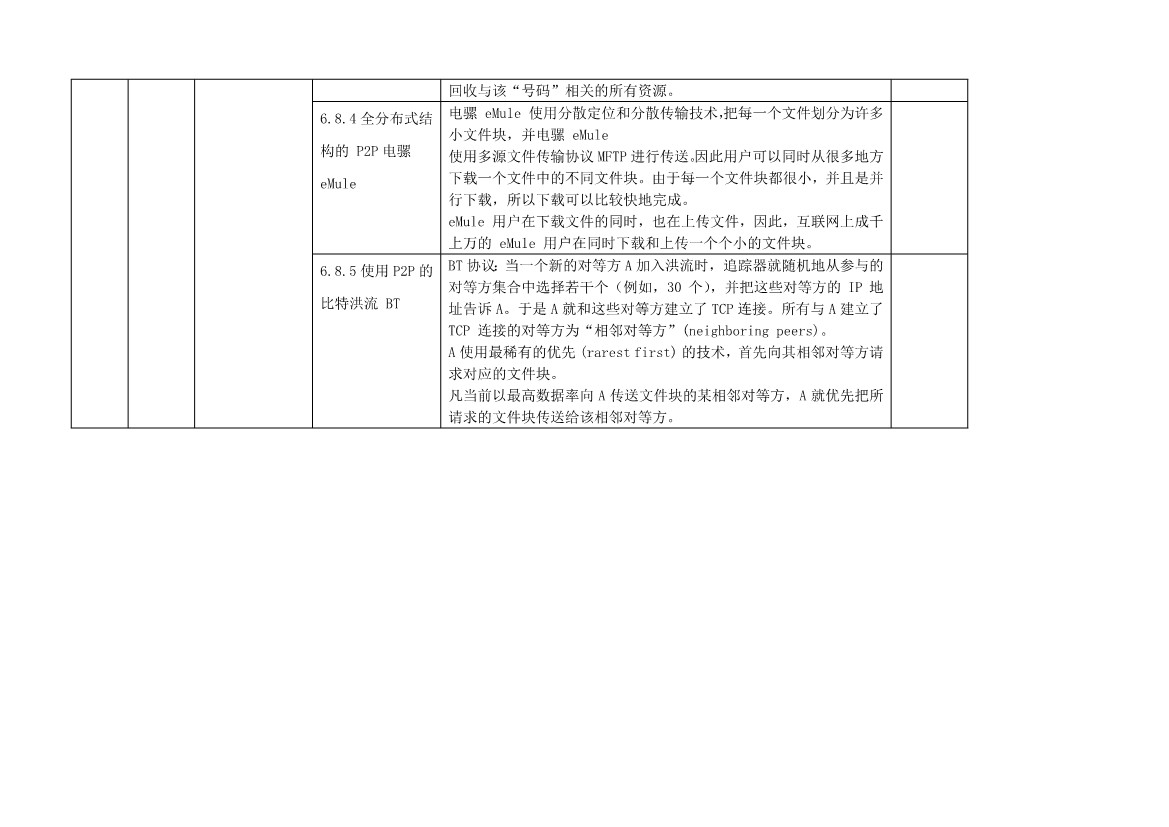 回收与该“号码”相关的所有资源。
6.8.4 全分布式结
构的 P2P 电骡
eMule
电骡 eMule 使用分散定位和分散传输技术,把每一个文件划分为许多
小文件块，并电骡 eMule
使用多源文件传输协议 MFTP 进行传送。因此用户可以同时从很多地方
下载一个文件中的不同文件块。由于每一个文件块都很小，并且是并
行下载，所以下载可以比较快地完成。
eMule 用户在下载文件的同时，也在上传文件，因此，互联网上成千
上万的 eMule 用户在同时下载和上传一个个小的文件块。
6.8.5 使用 P2P 的
比特洪流 BT
BT 协议：当一个新的对等方 A 加入洪流时，追踪器就随机地从参与的
对等方集合中选择若干个（例如，30 个），并把这些对等方的 IP 地
址告诉 A。于是 A 就和这些对等方建立了 TCP 连接。所有与 A 建立了
TCP 连接的对等方为“相邻对等方”(neighboring peers)。
A 使用最稀有的优先 (rarest first) 的技术，首先向其相邻对等方请
求对应的文件块。
凡当前以最高数据率向 A 传送文件块的某相邻对等方，A 就优先把所
请求的文件块传送给该相邻对等方。